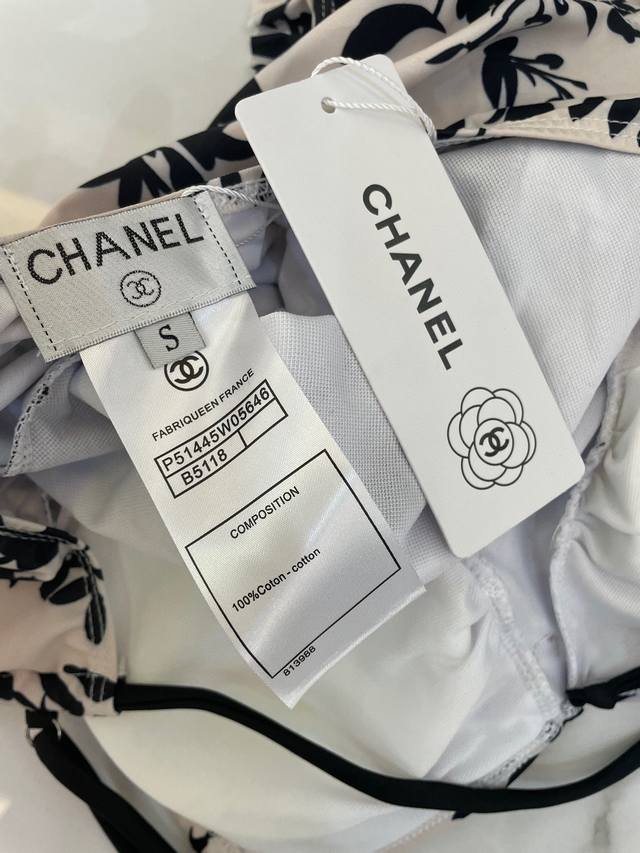 CHANEL
S
FABRIQUEEN FRANCE
P51445W05646
B5118
COMPOSITION
100%Coton - cotton
813988
CHANEL